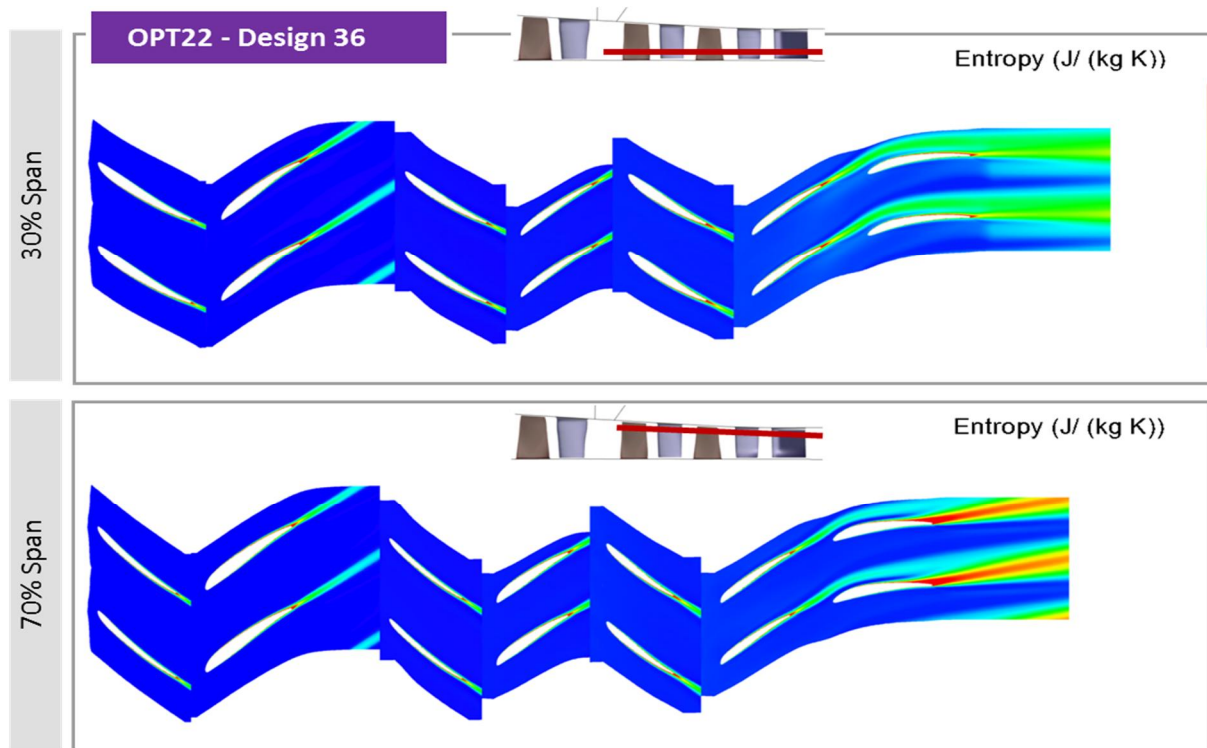 OPT22 - Design 36
Entropy (J/ (kg K))
30% Span
Entropy (J/ (kg K))
70% Span